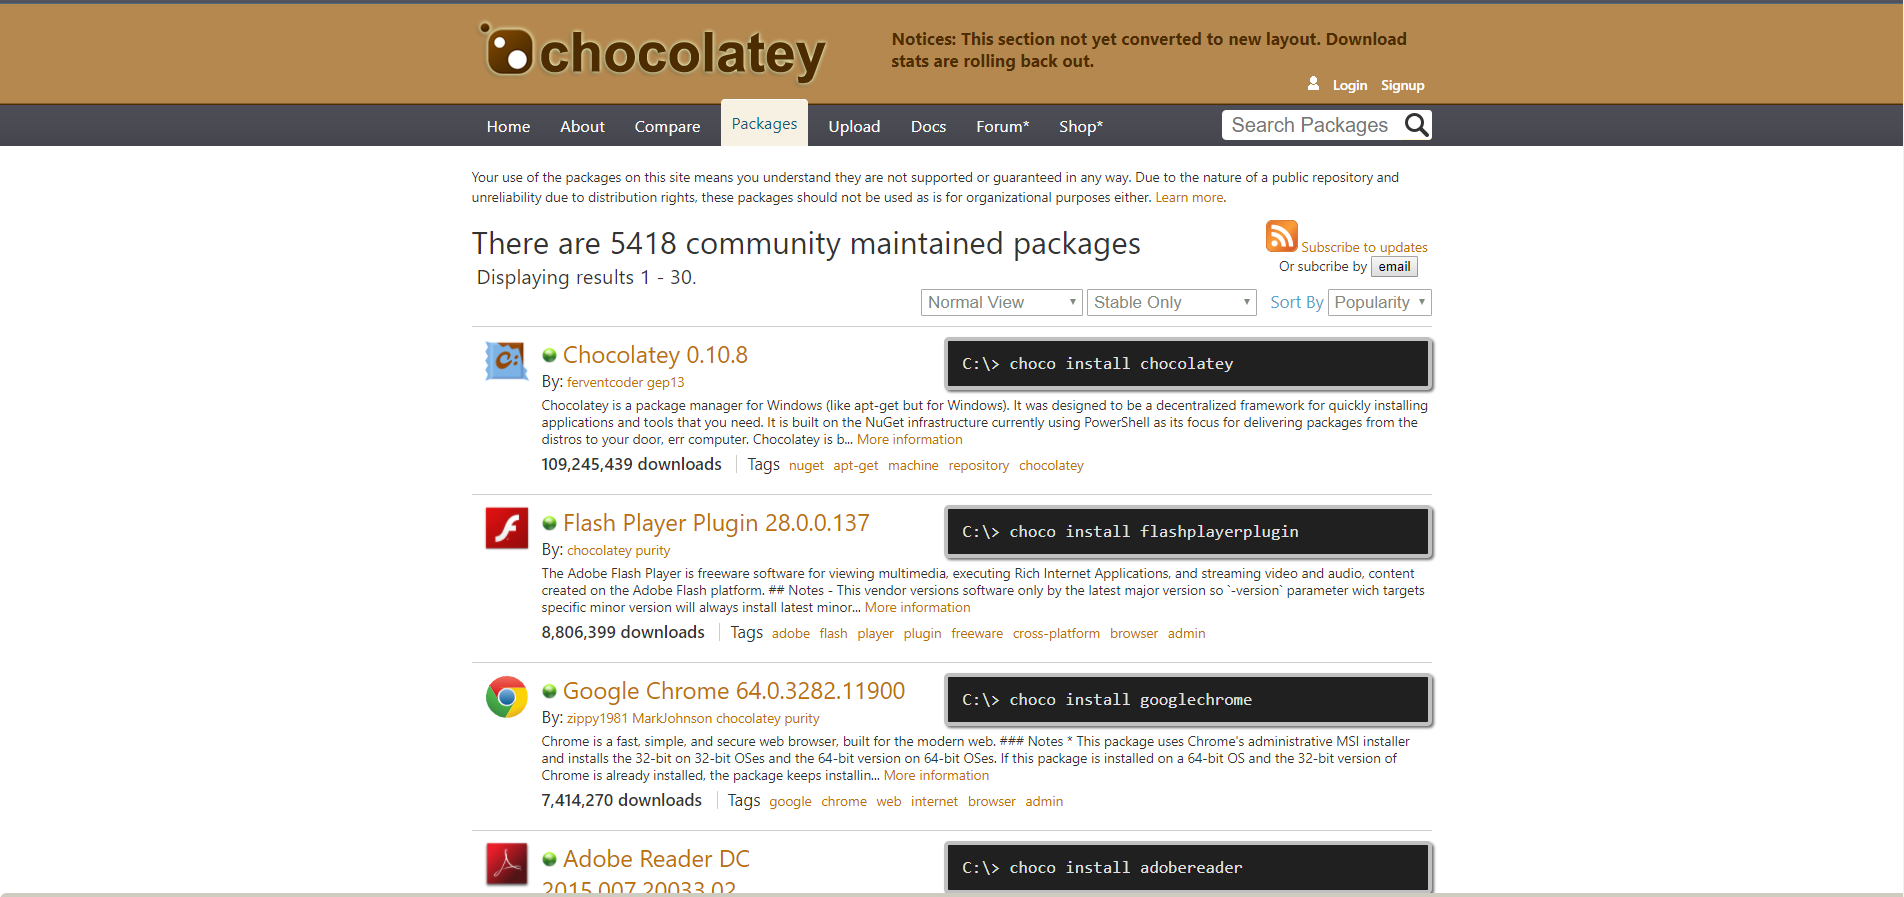 chocolatey
Notices: This section not yet converted to new layout. Download
stats are rolling back out.
Login Signup
Home About Compare Packages Upload Docs Forum* Shop* Search Packages
Your use of the packages on this site means you understand they are not supported or guaranteed in any way. Due to the nature of a public repository and
unreliability due to distribution rights, these packages should not be used as is for organizational purposes either. Learn more.
There are 5418 community maintained packages
Subscribe to updates
Displaying results 1 - 30.
Or subcribe by email
Normal View Stable Only Sort By Popularity
Chocolatey 0.10.8
C:\> choco install chocolatey
By: ferventcoder gep13
Chocolatey is a package manager for Windows (like apt-get but for Windows). It was designed to be a decentralized framework for quickly installing
applications and tools that you need. It is built on the NuGet infrastructure currently using PowerShell as its focus for delivering packages from the
distros to your door, err computer. Chocolatey is b... More information
109,245,439 downloads Tags nuget apt-get machine repository chocolatey
Flash Player Plugin 28.0.0.137
C:\> choco install flashplayerplugin
By: chocolatey purity
The Adobe Flash Player is freeware software for viewing multimedia, executing Rich Internet Applications, and streaming video and audio, content
created on the Adobe Flash platform. ## Notes - This vendor versions software only by the latest major version so `-version` parameter wich targets
specific minor version will always install latest minor... More information
8,806,399 downloads Tags adobe flash player plugin freeware cross-platform browser admin
Google Chrome 64.0.3282.11900
C:\> choco install googlechrome
By: zippy1981 MarkJohnson chocolatey purity
Chrome is a fast, simple, and secure web browser, built for the modern web. ### Notes * This package uses Chrome's administrative MSI installer
and installs the 32-bit on 32-bit OSes and the 64-bit version on 64-bit OSes. If this package is installed on a 64-bit OS and the 32-bit version of
Chrome is already installed, the package keeps installin... More information
7,414,270 downloads Tags google chrome web internet browser admin
Adobe Reader DC
C:\> choco install adobereader
2015.007.20033.02